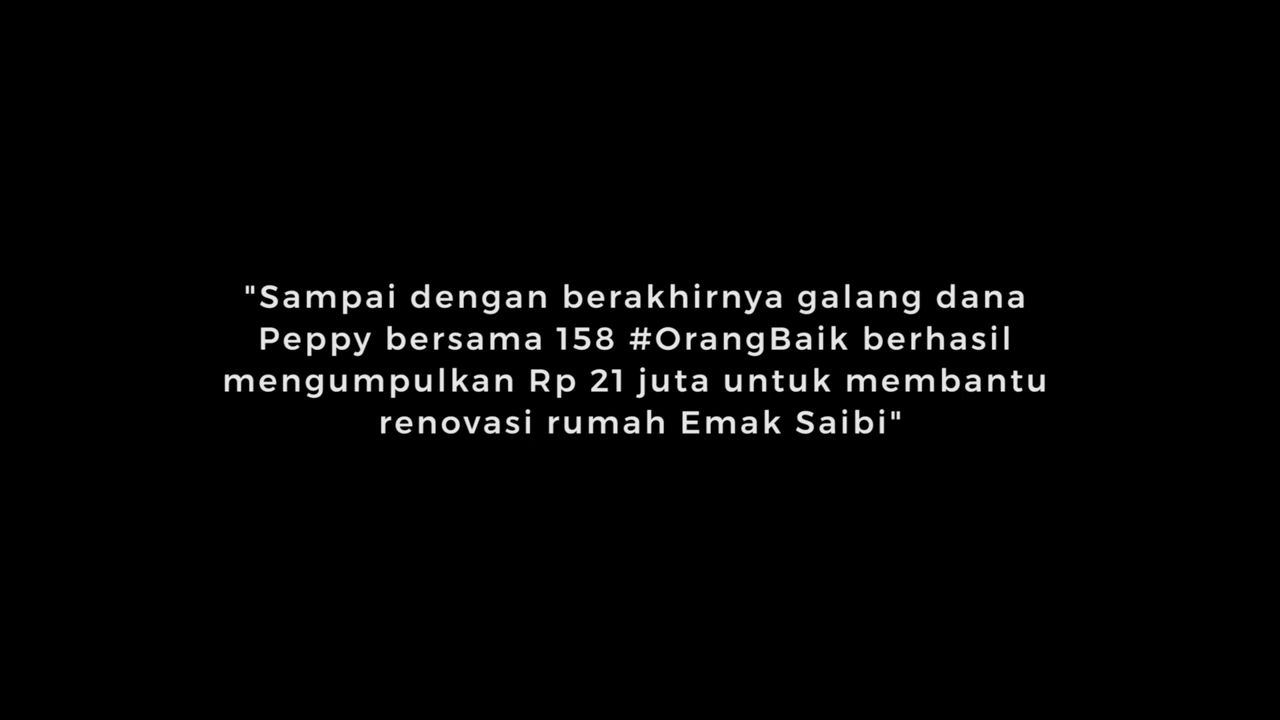 "Sampai dengan berakhirnya galang dana
Peppy bersama 158 #OrangBaik berhasil
mengumpulkan Rp 21 juta untuk membantu
renovasi rumah Emak Saibi"